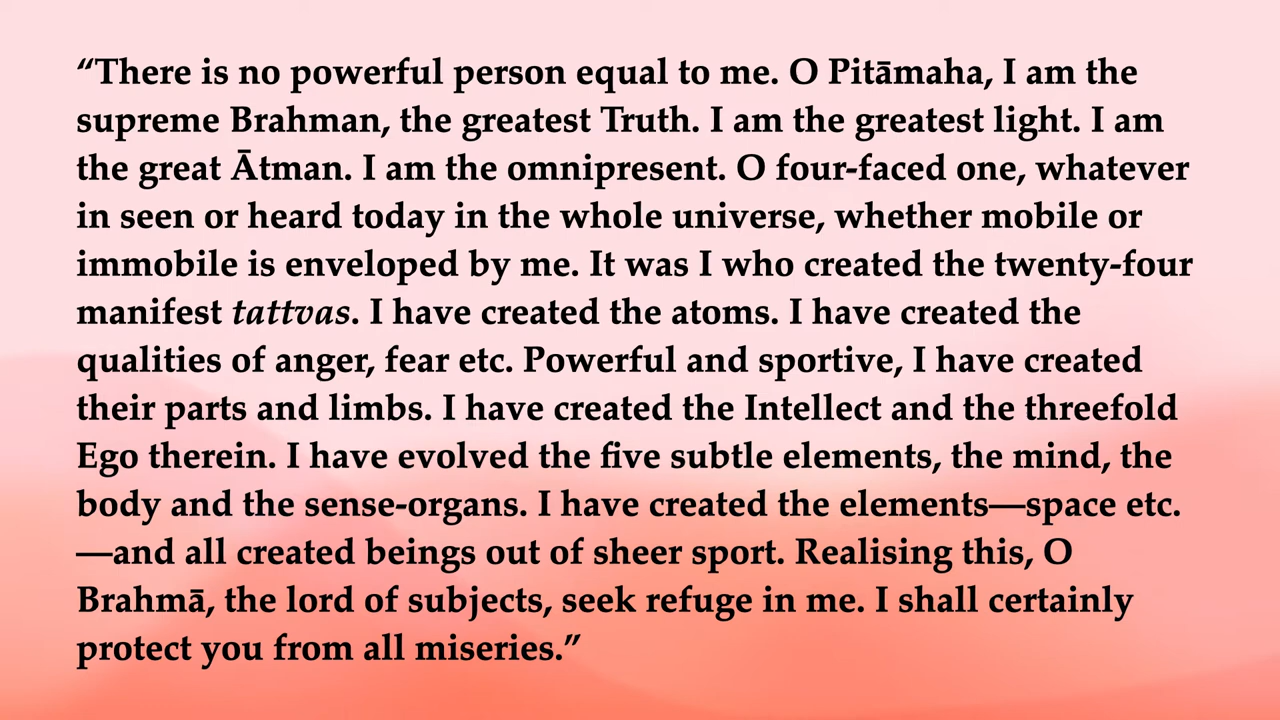 “There is no powerful person equal to me. O Pitāmaha, I am the
supreme Brahman, the greatest Truth. I am the greatest light. I am
the great Ātman. I am the omnipresent. O four-faced one, whatever
in seen or heard today in the whole universe, whether mobile or
immobile is enveloped by me. It was I who created the twenty-four
manifest tattvas. I have created the atoms. I have created the
qualities of anger, fear etc. Powerful and sportive, I have created
their parts and limbs. I have created the Intellect and the threefold
Ego therein. I have evolved the five subtle elements, the mind, the
body and the sense-organs. I have created the elements—space etc.
—and all created beings out of sheer sport. Realising this, O
Brahmā, the lord of subjects, seek refuge in me. I shall certainly
protect you from all miseries.”